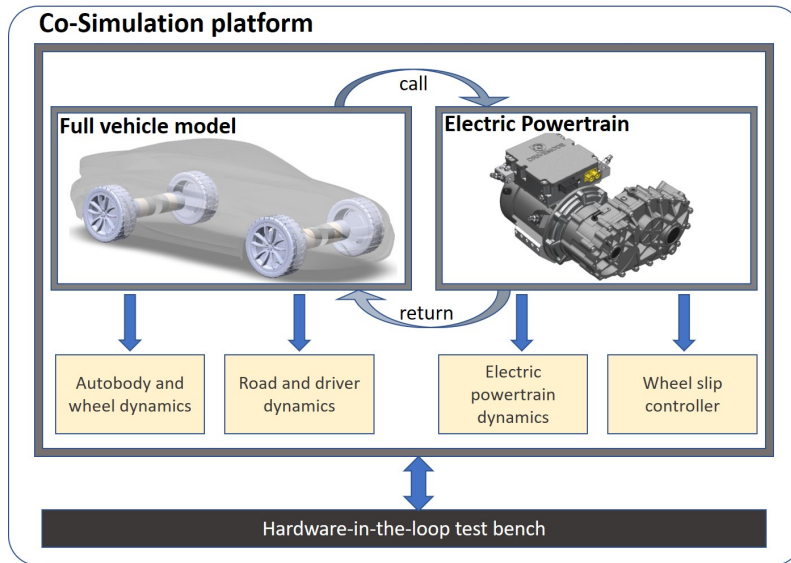 Co-Simulation platform
call
Full vehicle model
Electric Powertrain
return
Autobody and
wheel dynamics
Road and driver
dynamics
Electric
powertrain
dynamics
Wheel slip
controller
Hardware-in-the-loop test bench